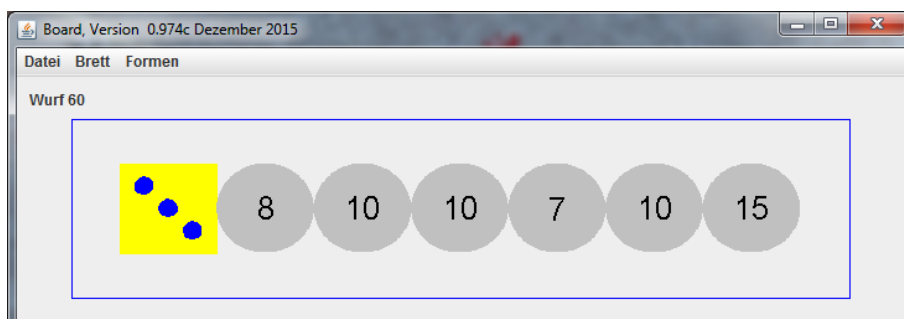 Board, Version 0.974c Dezember 2015
Datei Brett Formen
Wurf 60
8 10 10 7 10 15